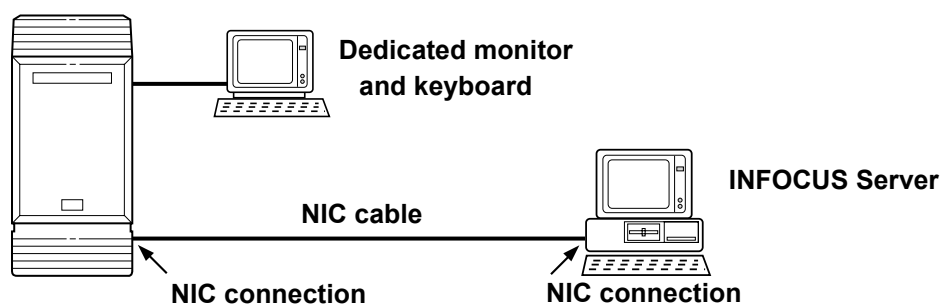 Dedicated monitor
and keyboard
INFOCUS Server
NIC cable
NIC connection
NIC connection